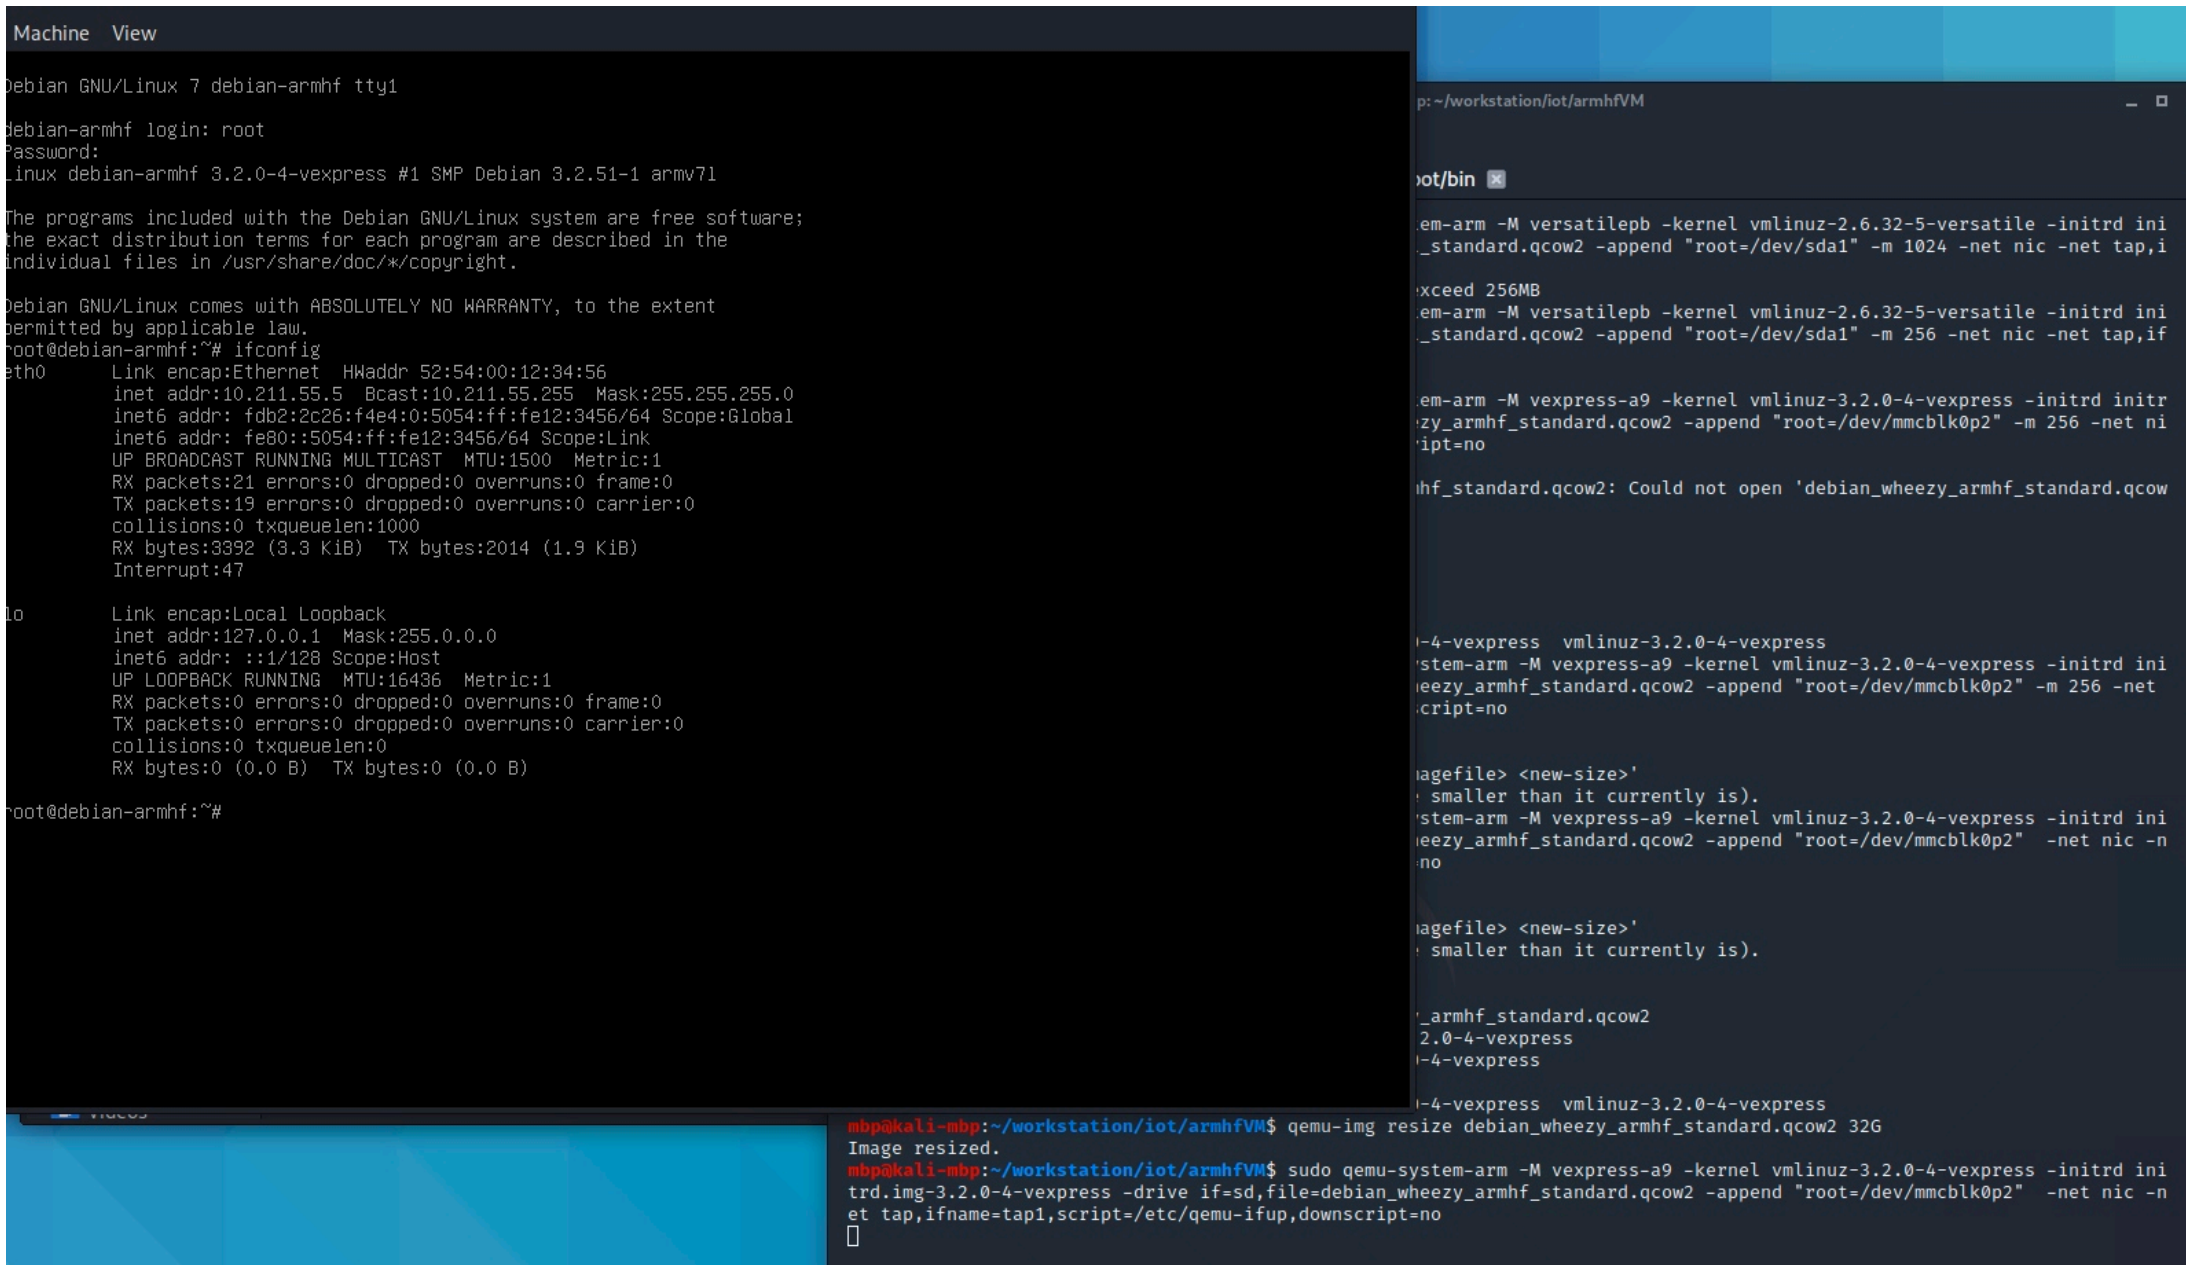 Machine View
Debian GNU/Linux 7 debian-armhf tty1
debian-armhf login: root
Password:
Linux debian-armhf 3.2.0-4-vexpress #1 SMP Debian 3.2.51-1 armv7l
The programs included with the Debian GNU/Linux system are free software;
the exact distribution terms for each program are described in the
individual files in /usr/share/doc/*/copyright.
Debian GNU/Linux comes with ABSOLUTELY NO WARRANTY, to the extent
permitted by applicable law.
root@debian-armhf:~# ifconfig
eth0 Link encap:Ethernet HWaddr 52:54:00:12:34:56
inet addr:10.211.55.5 Bcast:10.211.55.255 Mask:255.255.255.0
inet6 addr: fdb2:2c26:f4e4:0:5054:ff:fe12:3456/64 Scope:Global
inet6 addr: fe80::5054:ff:fe12:3456/64 Scope:Link
UP BROADCAST RUNNING MULTICAST MTU:1500 Metric:1
RX packets:21 errors:0 dropped:0 overruns:0 frame:0
TX packets:19 errors:0 dropped:0 overruns:0 carrier:0
collisions:0 txqueuelen:1000
RX bytes:3392 (3.3 KiB) TX bytes:2014 (1.9 KiB)
Interrupt:47
lo Link encap:Local Loopback
inet addr:127.0.0.1 Mask:255.0.0.0
inet6 addr: ::1/128 Scope:Host
UP LOOPBACK RUNNING MTU:16436 Metric:1
RX packets:0 errors:0 dropped:0 overruns:0 frame:0
TX packets:0 errors:0 dropped:0 overruns:0 carrier:0
collisions:0 txqueuelen:0
RX bytes:0 (0.0 B) TX bytes:0 (0.0 B)
root@debian-armhf:~#
p: ~/workstation/iot/armhfVM
oot/bin
em-arm -M versatilepb -kernel vmlinuz-2.6.32-5-versatile -initrd ini
_standard.qcow2 -append "root=/dev/sda1" -m 1024 -net nic -net tap,i
xceed 256MB
em-arm -M versatilepb -kernel vmlinuz-2.6.32-5-versatile -initrd ini
_standard.qcow2 -append "root=/dev/sda1" -m 256 -net nic -net tap,if
em-arm -M vexpress-a9 -kernel vmlinuz-3.2.0-4-vexpress -initrd initr
zy_armhf_standard.qcow2 -append "root=/dev/mmcblk0p2" -m 256 -net ni
ript=no
hf_standard.qcow2: Could not open 'debian_wheezy_armhf_standard.qcow
-4-vexpress vmlinuz-3.2.0-4-vexpress
stem-arm -M vexpress-a9 -kernel vmlinuz-3.2.0-4-vexpress -initrd ini
eezy_armhf_standard.qcow2 -append "root=/dev/mmcblk0p2" -m 256 -net
cript=no
agefile> <new-size>'
smaller than it currently is).
stem-arm -M vexpress-a9 -kernel vmlinuz-3.2.0-4-vexpress -initrd ini
eezy_armhf_standard.qcow2 -append "root=/dev/mmcblk0p2" -net nic -n
=no
agefile> <new-size>'
smaller than it currently is).
_armhf_standard.qcow2
2.0-4-vexpress
-4-vexpress
-4-vexpress vmlinuz-3.2.0-4-vexpress
mbp@kali-mbp:~/workstation/iot/armhfVM$ qemu-img resize debian_wheezy_armhf_standard.qcow2 32G
Image resized.
mbp@kali-mbp:~/workstation/iot/armhfVM$ sudo qemu-system-arm -M vexpress-a9 -kernel vmlinuz-3.2.0-4-vexpress -initrd ini
trd.img-3.2.0-4-vexpress -drive if=sd,file=debian_wheezy_armhf_standard.qcow2 -append "root=/dev/mmcblk0p2" -net nic -n
et tap,ifname=tap1,script=/etc/qemu-ifup,downscript=no